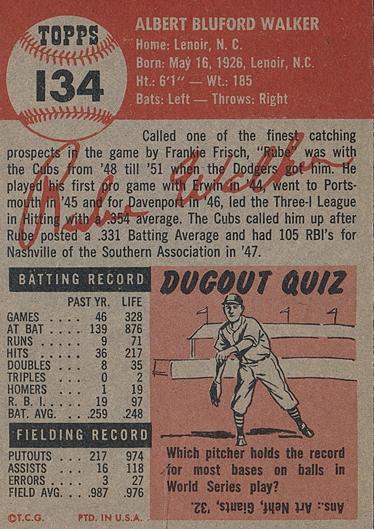 TOPPS
134
ALBERT BLUFORD WALKER
Home: Lenoir, N. C.
Born: May 16, 1926, Lenoir, N. C.
Ht.: 6'1" — Wt.: 185
Bats: Left — Throws: Right
Called one of the finest catching
prospects in the game by Frankie Frisch, "Rube" was with
the Cubs from '48 till '51 when the Dodgers got him. He
played his first pro game with Erwin in '44, went to Ports-
mouth in '45 and for Davenport in '46, led the Three-I League
in Hitting with a .354 average. The Cubs called him up after
Rube posted a .331 Batting Average and had 105 RBI's for
Nashville of the Southern Association in '47.
Rube Walker
BATTING RECORD
PAST YR. LIFE
GAMES .... 46 328
AT BAT .... 139 876
RUNS .... 9 71
HITS .... 36 217
DOUBLES .... 8 35
TRIPLES .... 0 2
HOMERS .... 1 19
R. B. I. .... 19 97
BAT. AVG. .... .259 .248
FIELDING RECORD
PUTOUTS .... 217 974
ASSISTS .... 16 118
ERRORS .... 3 27
FIELD AVG. .987 .976
©T.C.G. PTD. IN U.S.A.
DUGOUT QUIZ
Which pitcher holds the record
for most bases on balls in
World Series play?
Ans.: Art Nehf, Giants, '32.